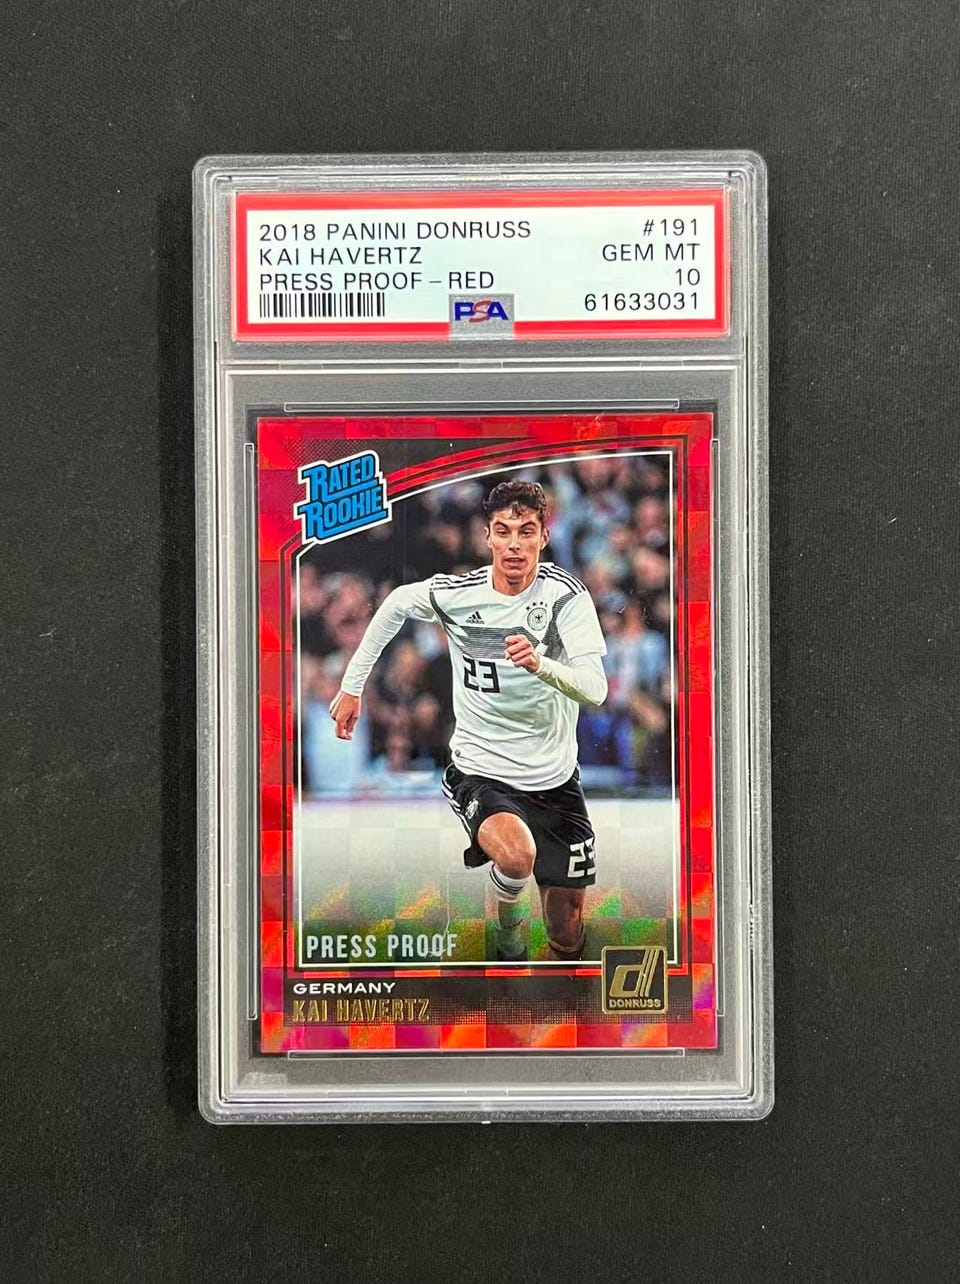 2018 PANINI DONRUSS #191
KAI HAVERTZ GEM MT
PRESS PROOF - RED 10
61633031
PSA
RATED
ROOKIE
adidas
23
23
PRESS PROOF
GERMANY
KAI HAVERTZ
d
DONRUSS